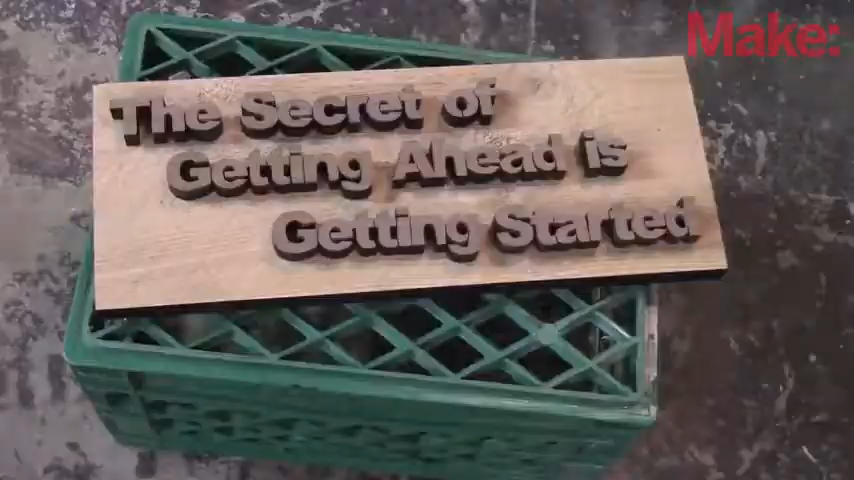 Make:
The Secret of
Getting Ahead is
Getting Started